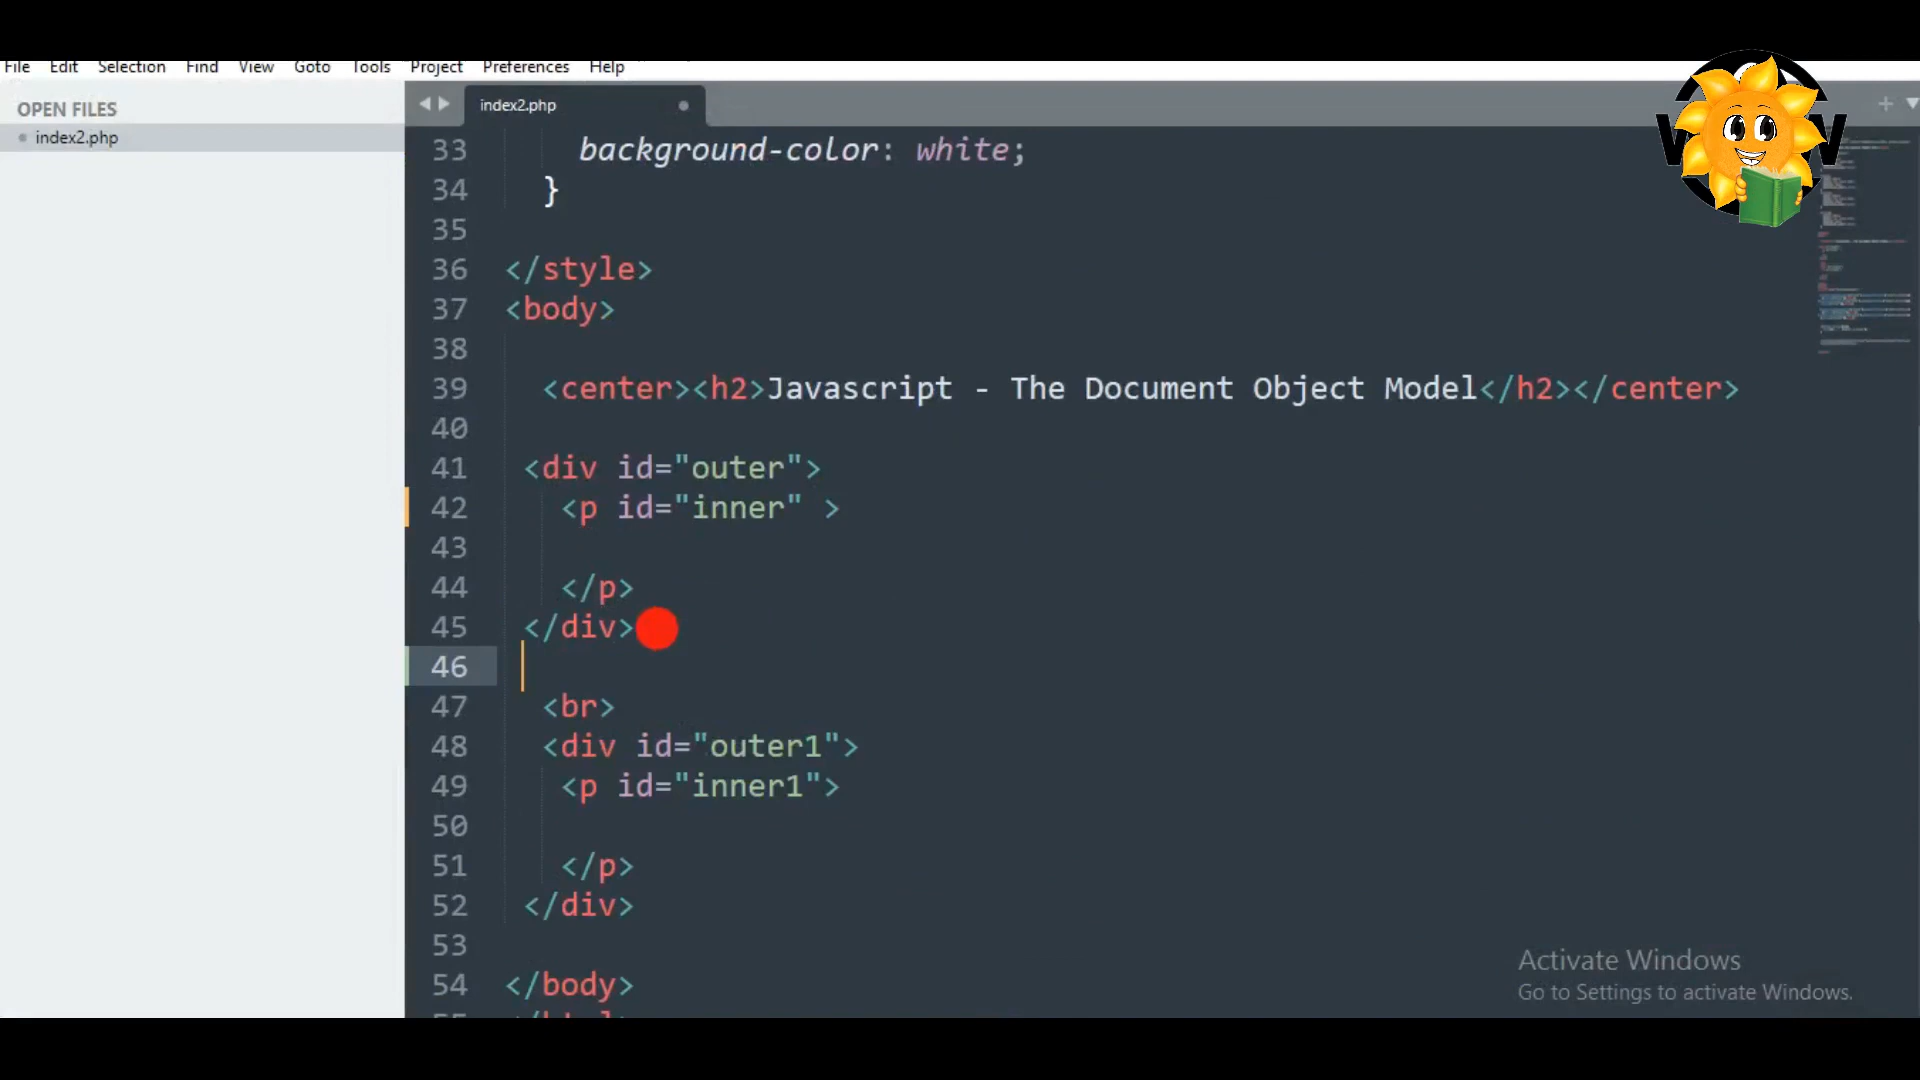 File Edit Selection Find View Goto Tools Project Preferences Help
OPEN FILES
index2.php
index2.php
33 background-color: white;
34 }
35
36 </style>
37 <body>
38
39 <center><h2>Javascript - The Document Object Model</h2></center>
40
41 <div id="outer">
42 <p id="inner" >
43
44 </p>
45 </div>
46
47 <br>
48 <div id="outer1">
49 <p id="inner1">
50
51 </p>
52 </div>
53
54 </body>
Activate Windows
Go to Settings to activate Windows.